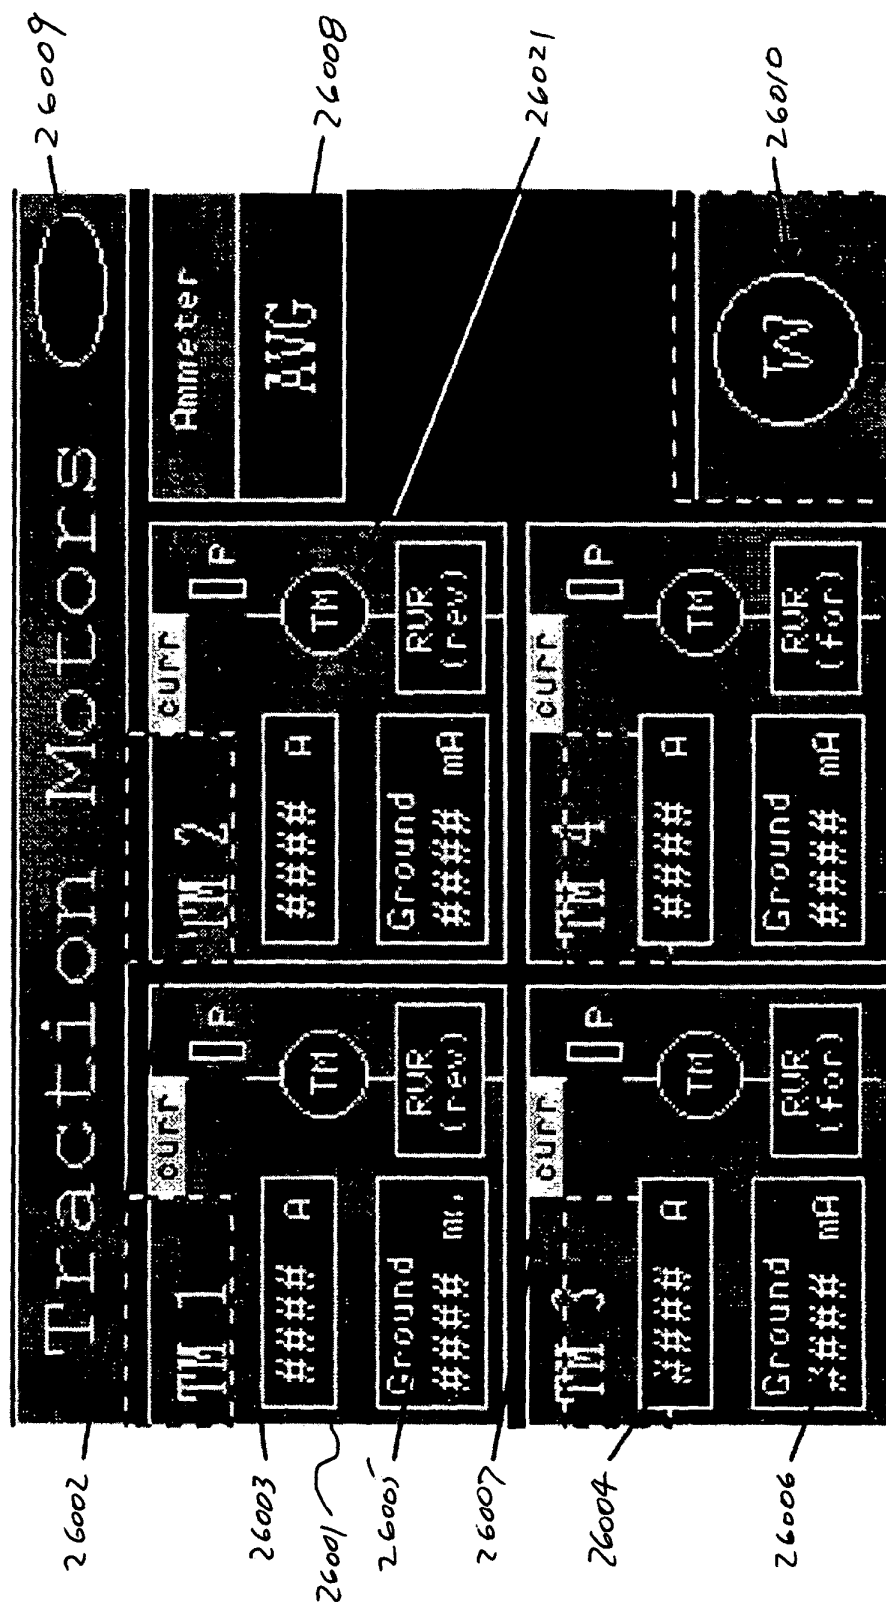 Traction Motors
26009
26002
TM 1
curr
P
#### A
TM
Ground
#### m
RVR
(rev)
TM 2
curr
P
#### A
TM
Ground
#### mA
RVR
(rev)
Ammeter
AVG
26008
26021
26003
26001
26005
26007
TM 3
curr
P
#### A
TM
Ground
#### mA
RVR
(for)
TM 4
curr
P
#### A
TM
Ground
#### mA
RVR
(for)
26010
26004
26006